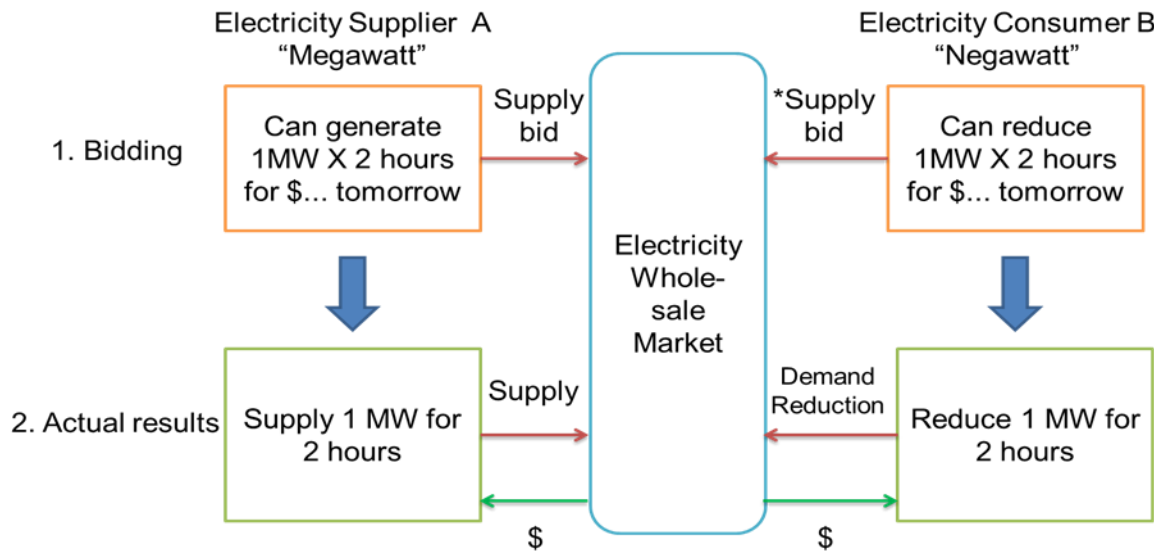 Electricity Supplier A
“Megawatt”
Electricity Consumer B
“Negawatt”
1. Bidding
Can generate
1MW X 2 hours
for $... tomorrow
Supply
bid
*Supply
bid
Can reduce
1MW X 2 hours
for $... tomorrow
Electricity
Whole-
sale
Market
2. Actual results
Supply 1 MW for
2 hours
Supply
Demand
Reduction
Reduce 1 MW for
2 hours
$
$